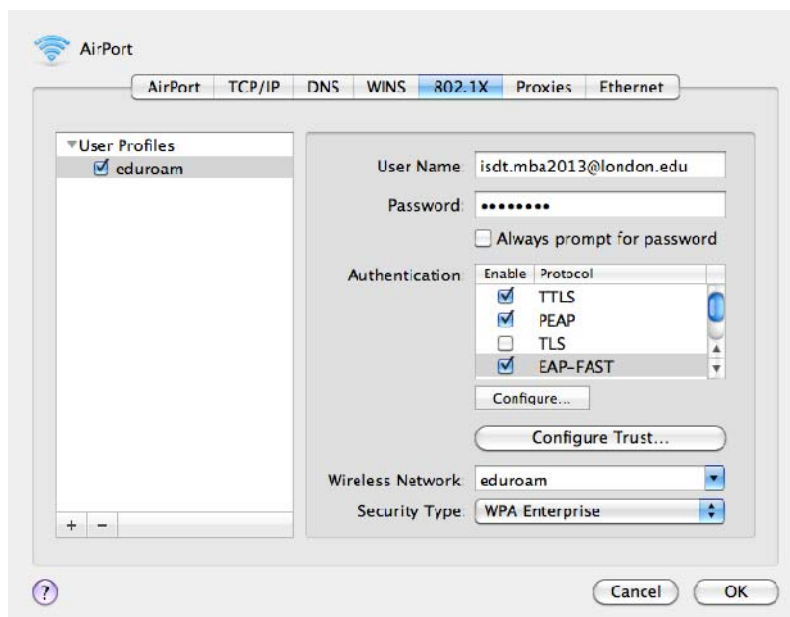 AirPort
AirPort TCP/IP DNS WINS 802.1X Proxies Ethernet
User Profiles
eduroam
User Name: isdt.mba2013@london.edu
Password: ••••••••
Always prompt for password
Authentication: Enable Protocol
TTLS
PEAP
TLS
EAP-FAST
Configure...
Configure Trust...
Wireless Network: eduroam
Security Type: WPA Enterprise
+ −
? Cancel OK